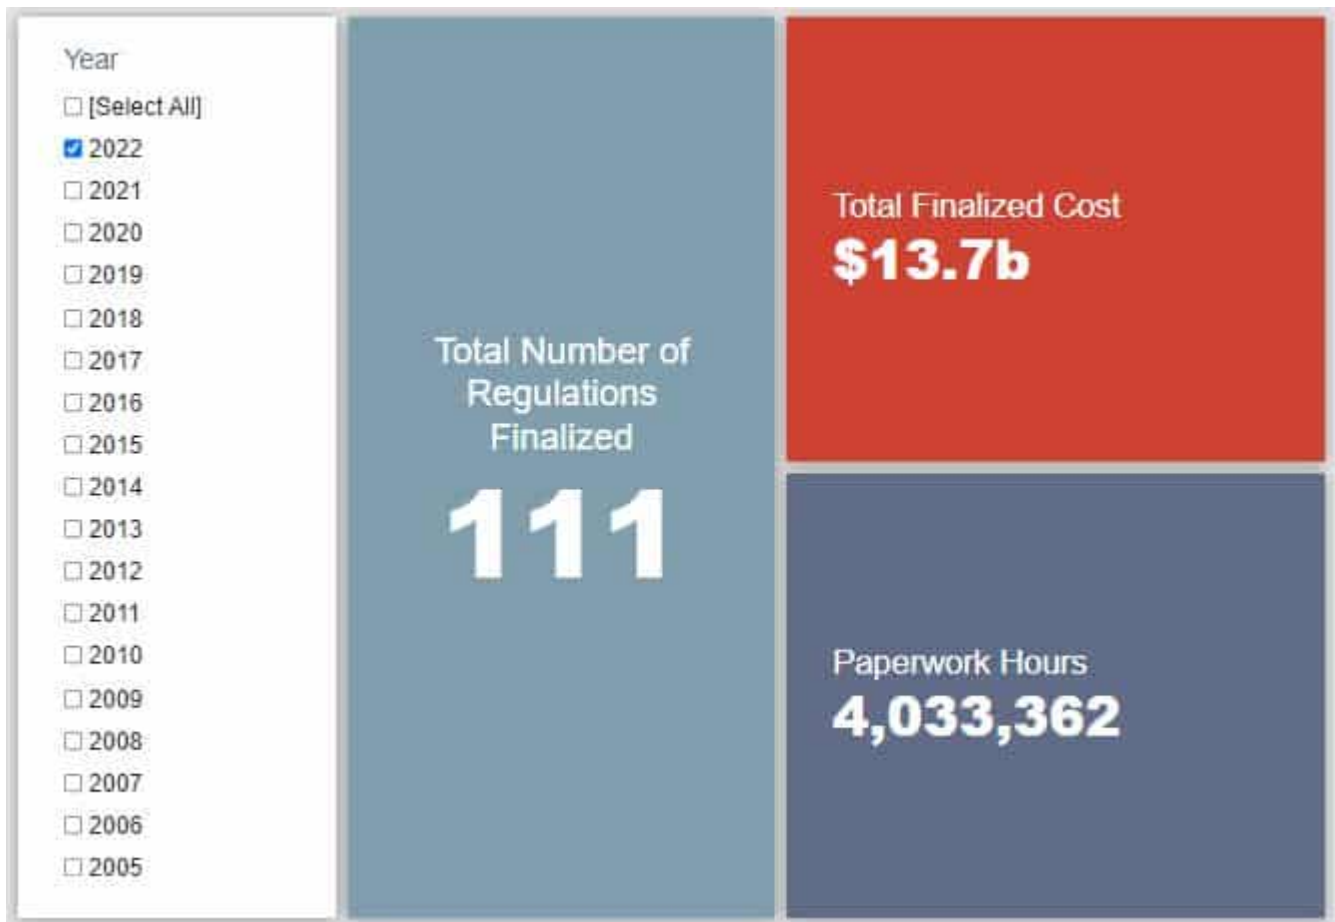 Year
[Select All]
2022
2021
2020
2019
2018
2017
2016
2015
2014
2013
2012
2011
2010
2009
2008
2007
2006
2005
Total Number of
Regulations
Finalized
111
Total Finalized Cost
$13.7b
Paperwork Hours
4,033,362